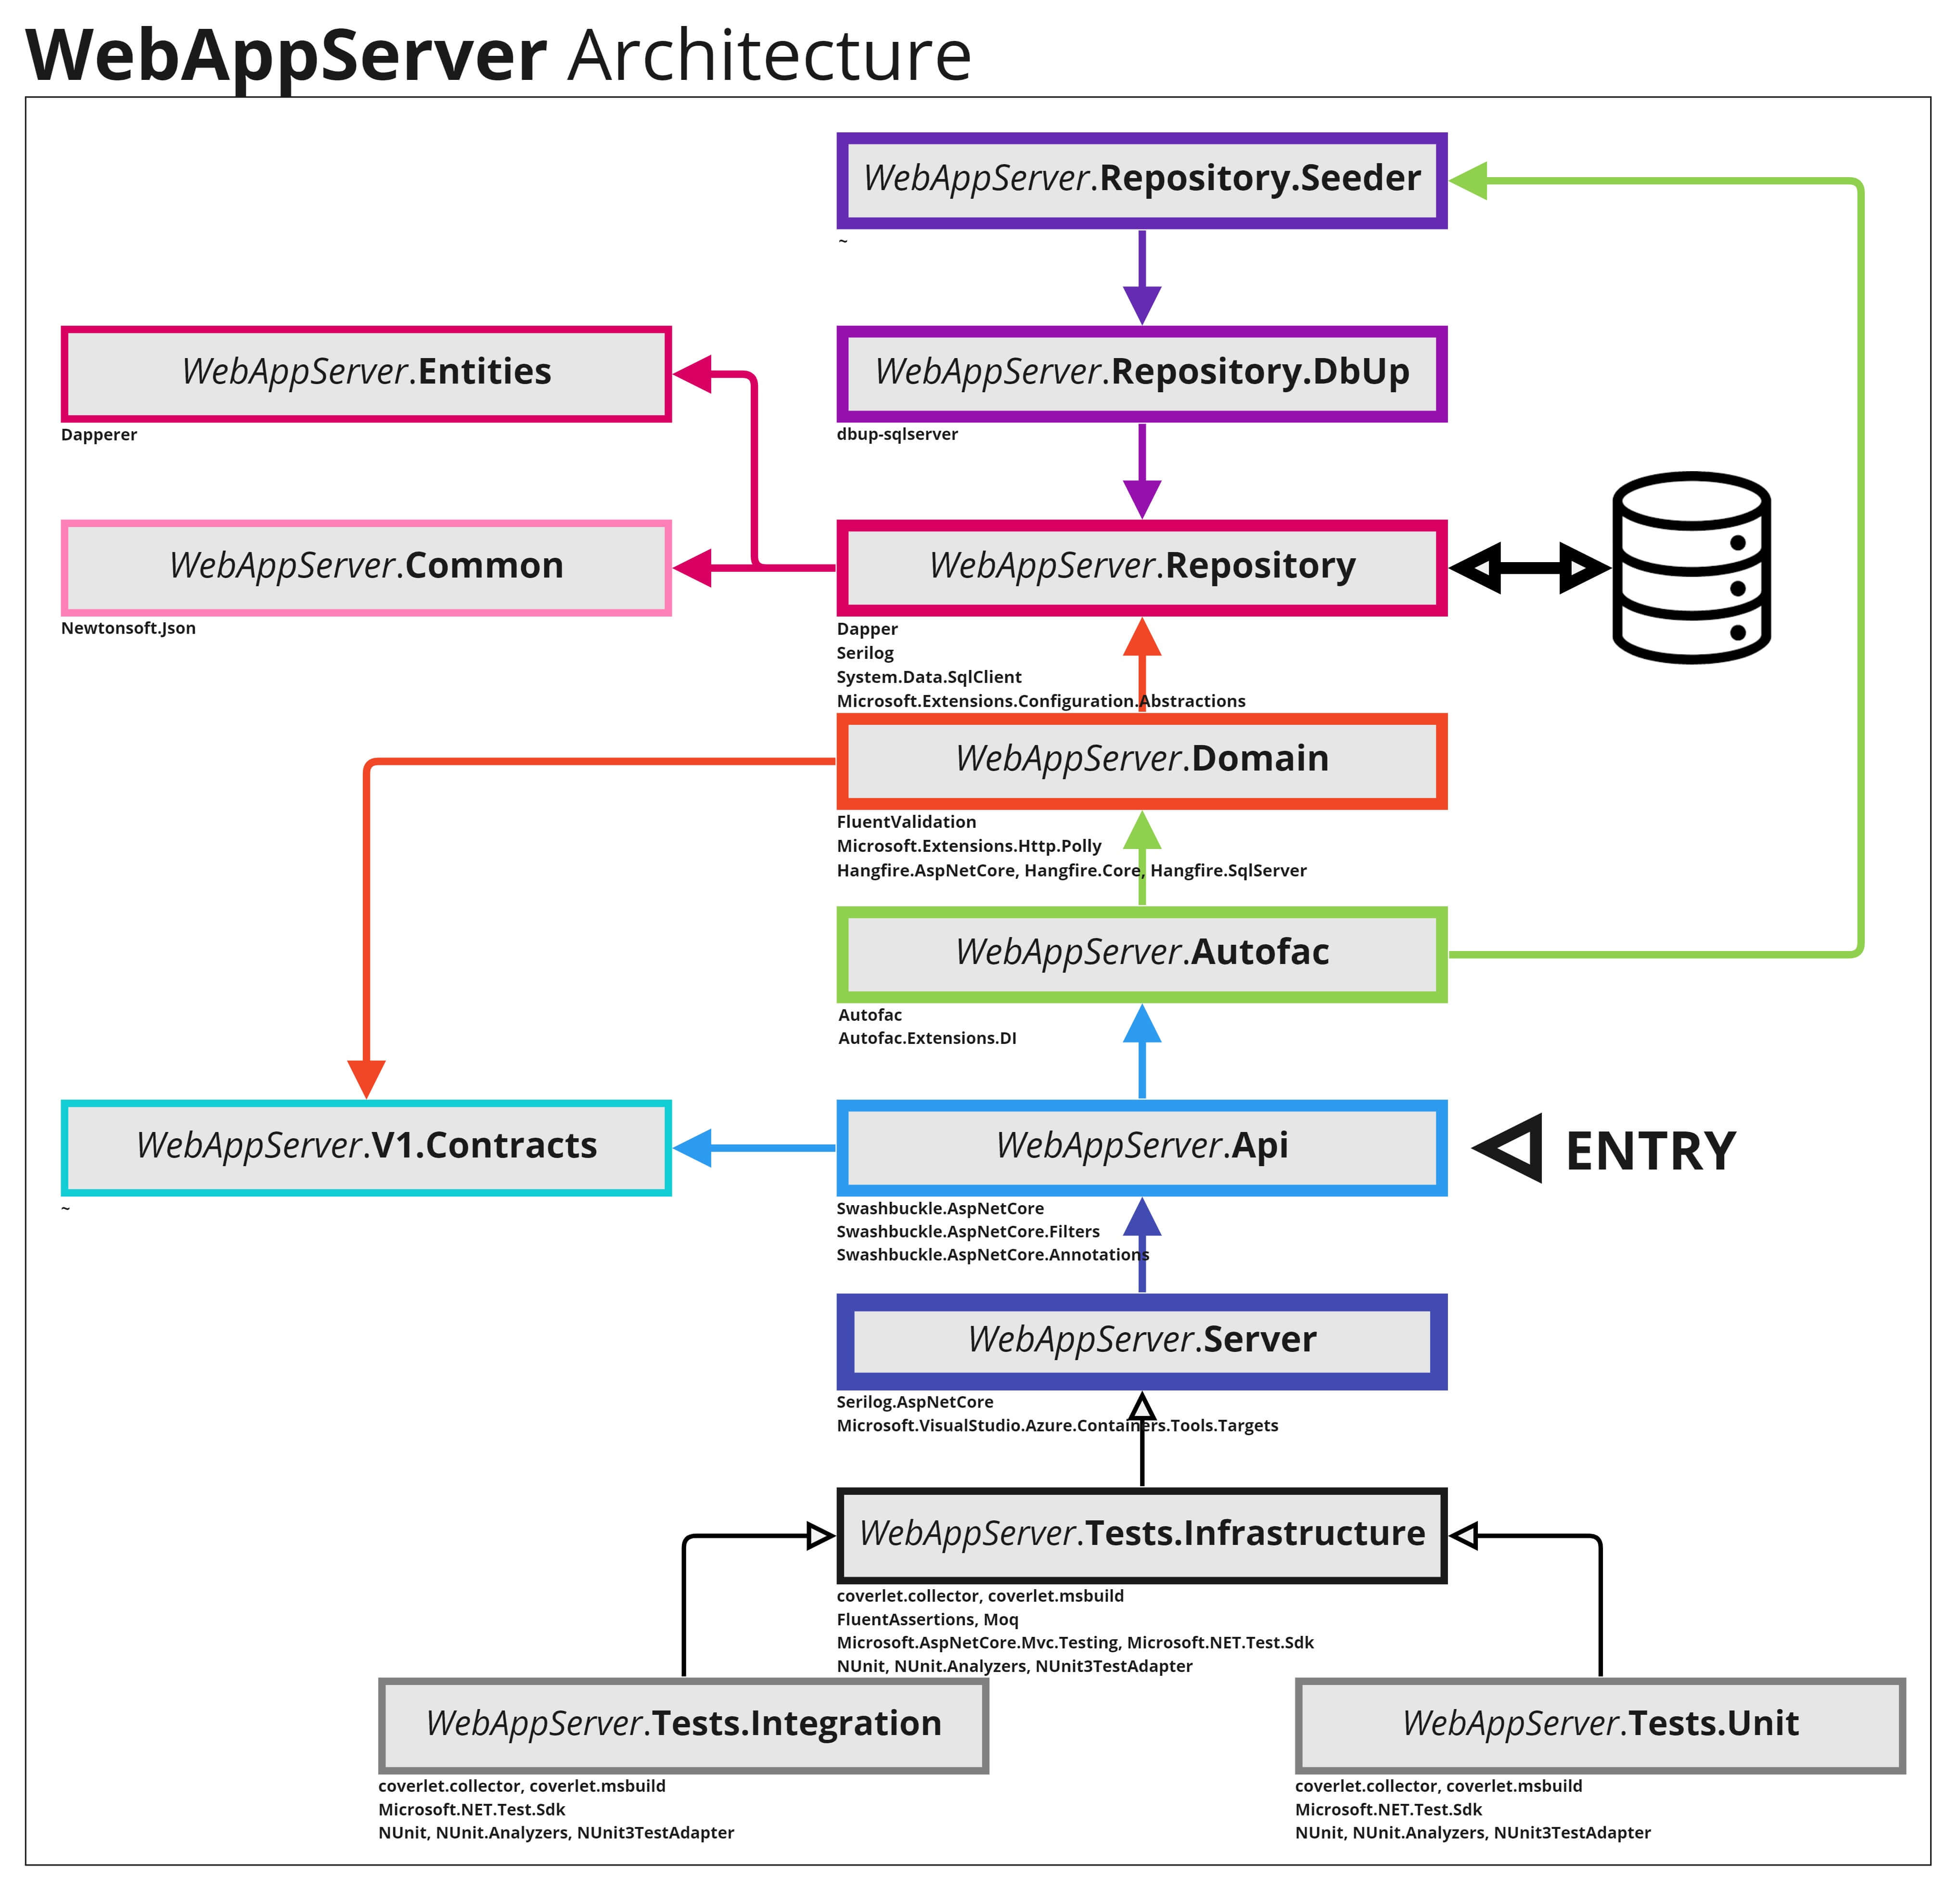 WebAppServer Architecture
WebAppServer.Repository.Seeder
~
WebAppServer.Entities
Dapperer
WebAppServer.Repository.DbUp
dbup-sqlserver
WebAppServer.Common
Newtonsoft.Json
WebAppServer.Repository
Dapper
Serilog
System.Data.SqlClient
Microsoft.Extensions.Configuration.Abstractions
WebAppServer.Domain
FluentValidation
Microsoft.Extensions.Http.Polly
Hangfire.AspNetCore, Hangfire.Core, Hangfire.SqlServer
WebAppServer.Autofac
Autofac
Autofac.Extensions.DI
WebAppServer.V1.Contracts
~
WebAppServer.Api
ENTRY
Swashbuckle.AspNetCore
Swashbuckle.AspNetCore.Filters
Swashbuckle.AspNetCore.Annotations
WebAppServer.Server
Serilog.AspNetCore
Microsoft.VisualStudio.Azure.Containers.Tools.Targets
WebAppServer.Tests.Infrastructure
coverlet.collector, coverlet.msbuild
FluentAssertions, Moq
Microsoft.AspNetCore.Mvc.Testing, Microsoft.NET.Test.Sdk
NUnit, NUnit.Analyzers, NUnit3TestAdapter
WebAppServer.Tests.Integration
coverlet.collector, coverlet.msbuild
Microsoft.NET.Test.Sdk
NUnit, NUnit.Analyzers, NUnit3TestAdapter
WebAppServer.Tests.Unit
coverlet.collector, coverlet.msbuild
Microsoft.NET.Test.Sdk
NUnit, NUnit.Analyzers, NUnit3TestAdapter